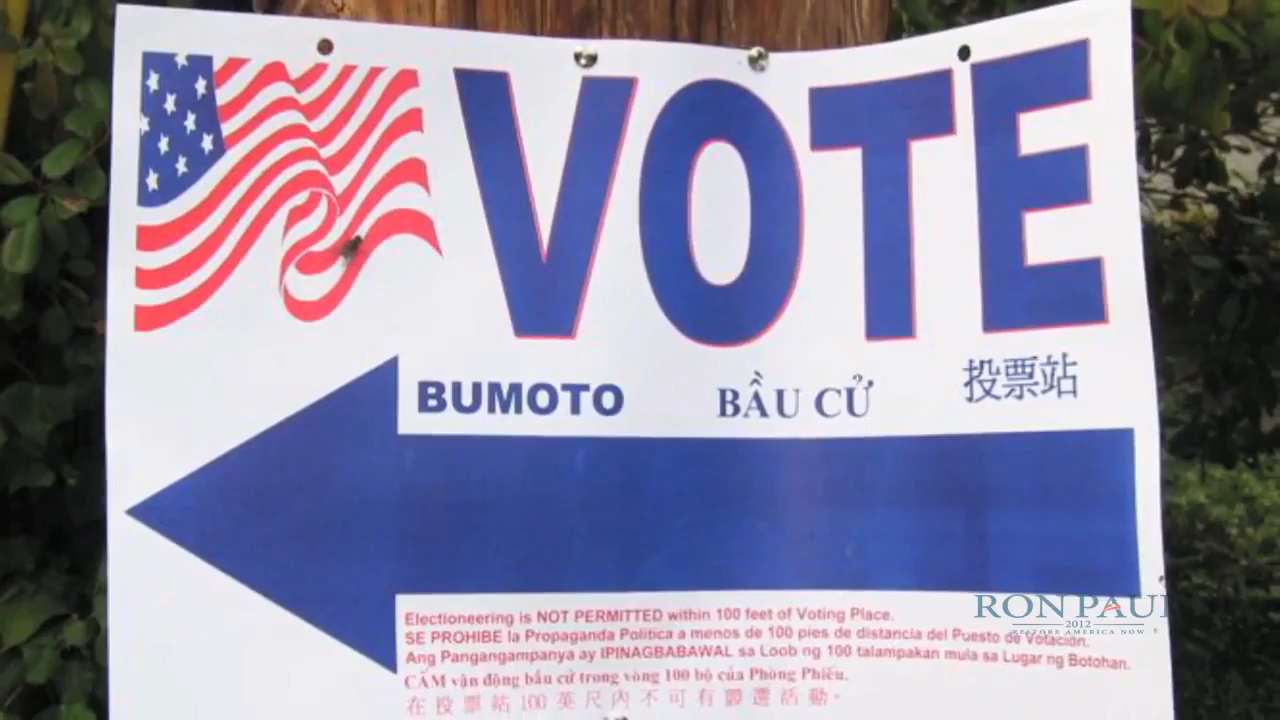 VOTE
BUMOTO BẦU CỬ 投票站
Electioneering is NOT PERMITTED within 100 feet of Voting Place.
SE PROHIBE la Propaganda Política a menos de 100 pies de distancia del Puesto de Votación.
Ang Pangangampanya ay IPINAGBABAWAL sa Loob ng 100 talampakan mula sa Lugar ng Botohan.
CẤM vận động bầu cử trong vòng 100 bộ của Phòng Phiếu.
在投票站100英尺內不可有競選活動。
RON PAUL
2012
RESTORE AMERICA NOW